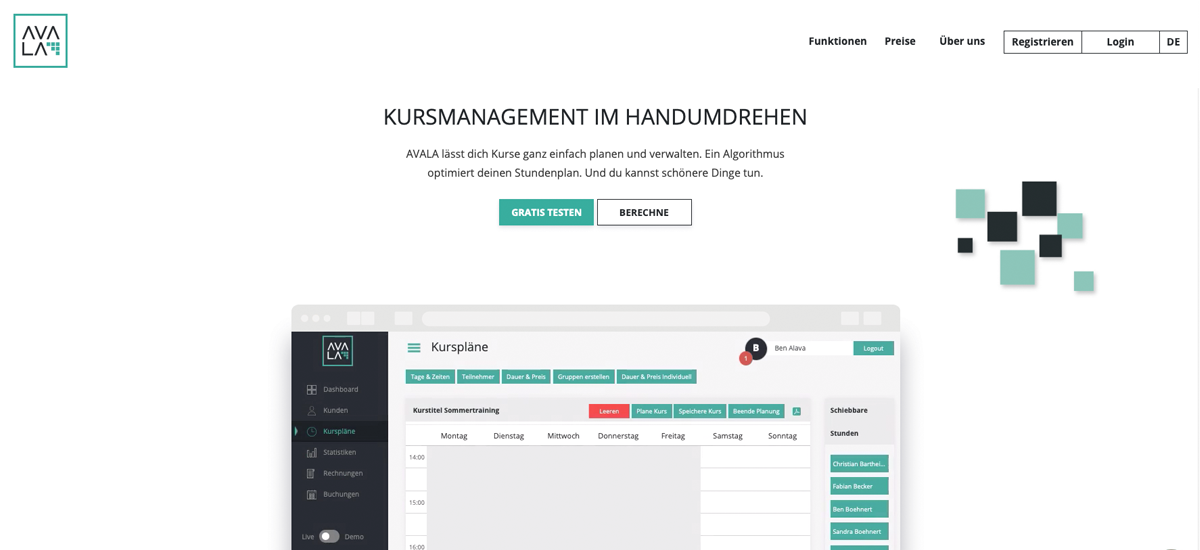 AVA
LA
Funktionen Preise Über uns Registrieren Login DE
KURSMANAGEMENT IM HANDUMDREHEN
AVALA lässt dich Kurse ganz einfach planen und verwalten. Ein Algorithmus
optimiert deinen Stundenplan. Und du kannst schönere Dinge tun.
GRATIS TESTEN BERECHNE
AVA
LA
Kurspläne
B
1
Ben Alava
Logout
Tage & Zeiten Teilnehmer Dauer & Preis Gruppen erstellen Dauer & Preis Individuell
Dashboard
Kunden
Kurspläne
Statistiken
Rechnungen
Buchungen
Live Demo
Kurstitel Sommertraining Leeren Plane Kurs Speichere Kurs Beende Planung
Montag Dienstag Mittwoch Donnerstag Freitag Samstag Sonntag
14:00
15:00
16:00
Schiebbare
Stunden
Christian Barthei...
Fabian Becker
Ben Boehnert
Sandra Boehnert